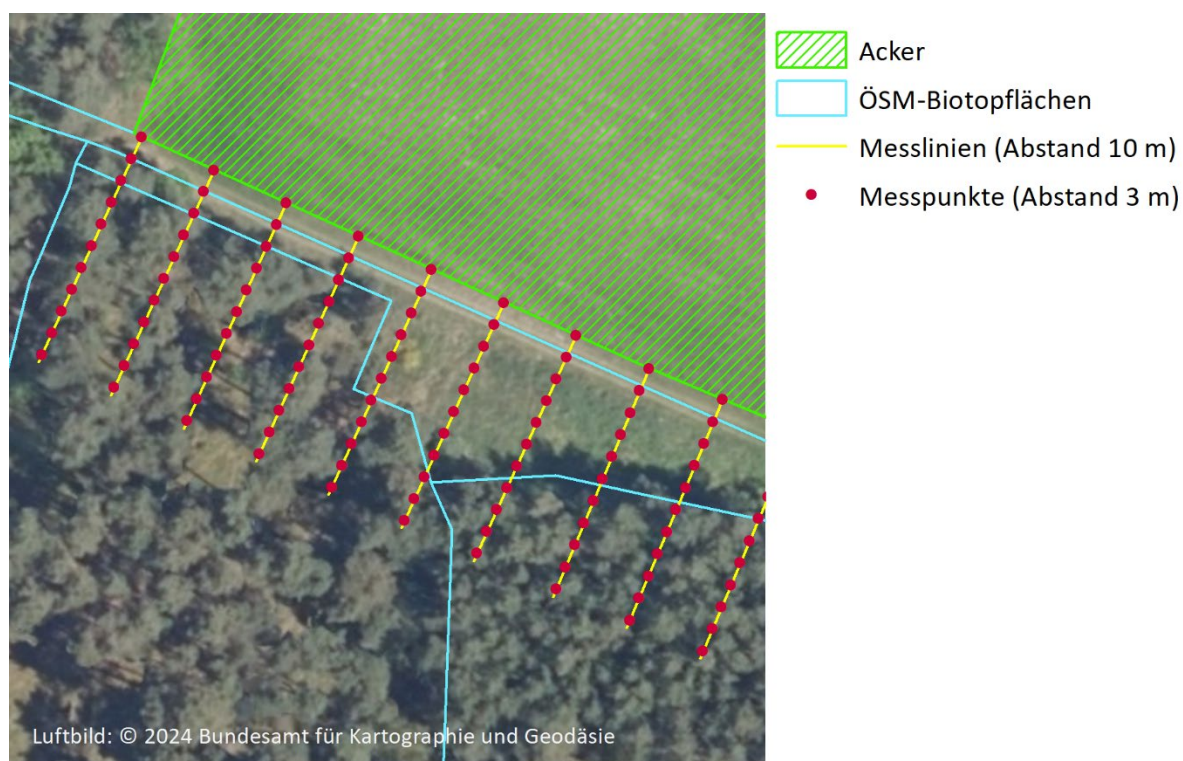 Acker
ÖSM-Biotopflächen
Messlinien (Abstand 10 m)
Messpunkte (Abstand 3 m)
Luftbild: © 2024 Bundesamt für Kartographie und Geodäsie